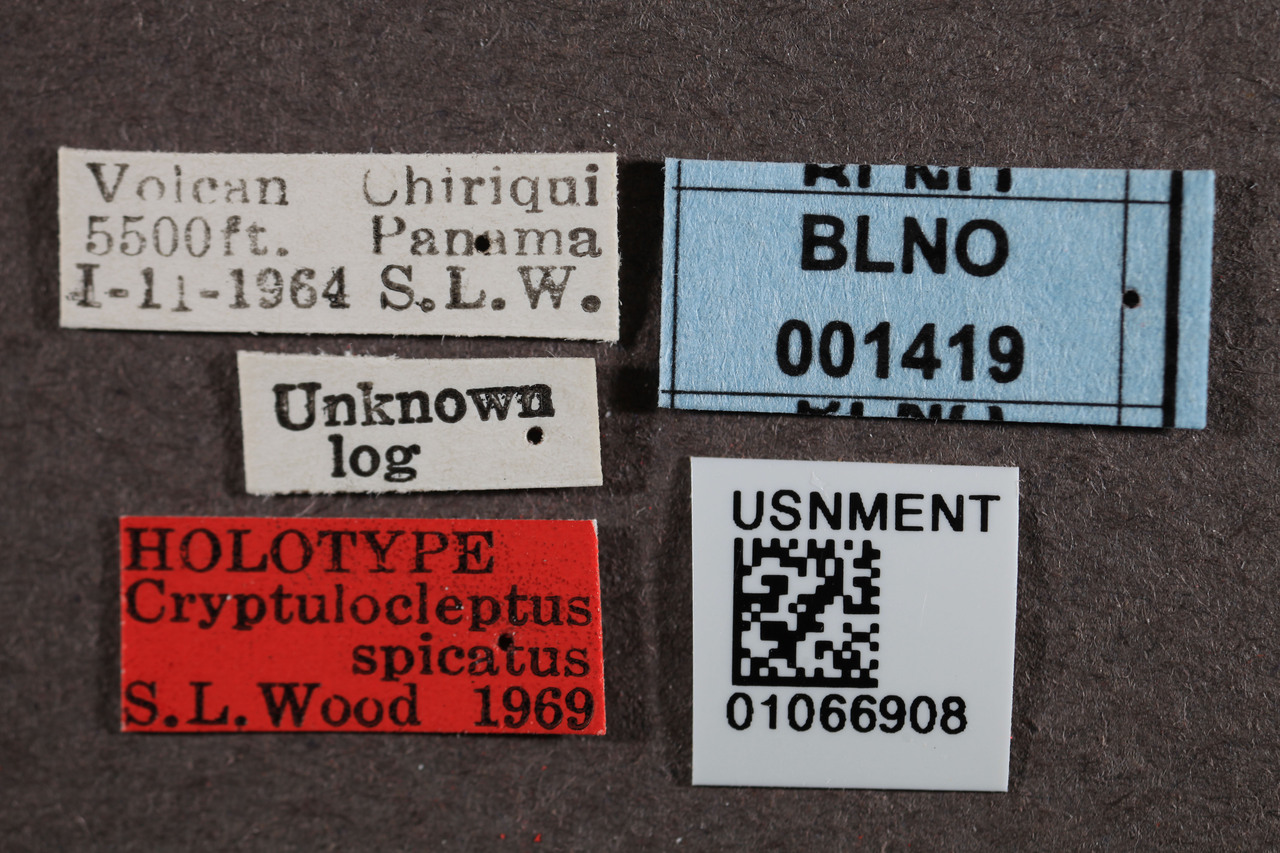 Volcan Chiriqui
5500ft. Panama
I-11-1964 S.L.W.
Unknown
log
HOLOTYPE
Cryptulocleptus
spicatus
S.L.Wood 1969
BLNO
001419
USNMENT
01066908